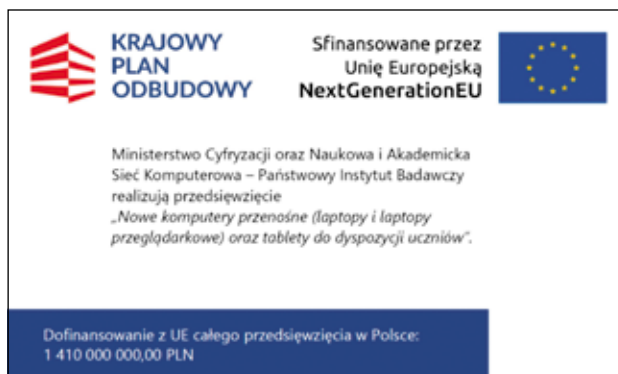 KRAJOWY
PLAN
ODBUDOWY
Sfinansowane przez
Unię Europejską
NextGenerationEU
Ministerstwo Cyfryzacji oraz Naukowa i Akademicka
Sieć Komputerowa – Państwowy Instytut Badawczy
realizują przedsięwzięcie
„Nowe komputery przenośne (laptopy i laptopy
przeglądarkowe) oraz tablety do dyspozycji uczniów”.
Dofinansowanie z UE całego przedsięwzięcia w Polsce:
1 410 000 000,00 PLN